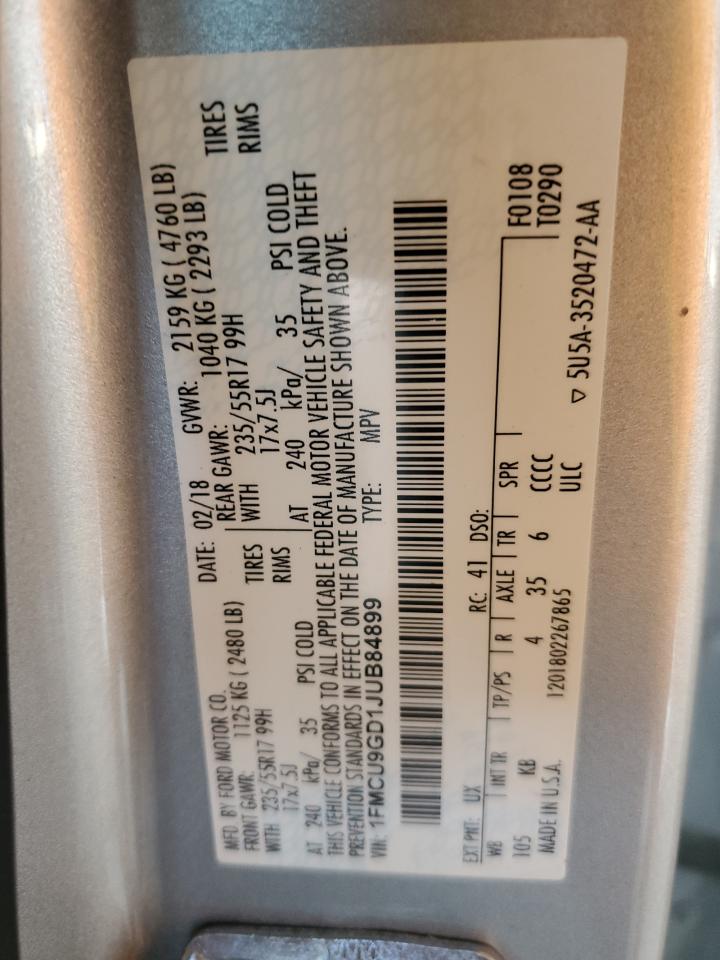 MFD. BY FORD MOTOR CO.
DATE: 02/18 GVWR: 2159 KG ( 4760 LB)
FRONT GAWR: 1125 KG ( 2480 LB) REAR GAWR: 1040 KG ( 2293 LB)
WITH 235/55R17 99H TIRES WITH 235/55R17 99H TIRES
17x7.5J RIMS 17x7.5J RIMS
AT 240 kPa/ 35 PSI COLD AT 240 kPa/ 35 PSI COLD
THIS VEHICLE CONFORMS TO ALL APPLICABLE FEDERAL MOTOR VEHICLE SAFETY AND THEFT
PREVENTION STANDARDS IN EFFECT ON THE DATE OF MANUFACTURE SHOWN ABOVE.
VIN: 1FMCU9GD1JUB84899 TYPE: MPV
EXT PNT: UX RC: 41 DSO: F0108
WB INT TR TP/PS R AXLE TR SPR T0290
105 KB 4 35 6 CCCC
MADE IN U.S.A. 1201802267865 ULC ▽ 5U5A-3520472-AA